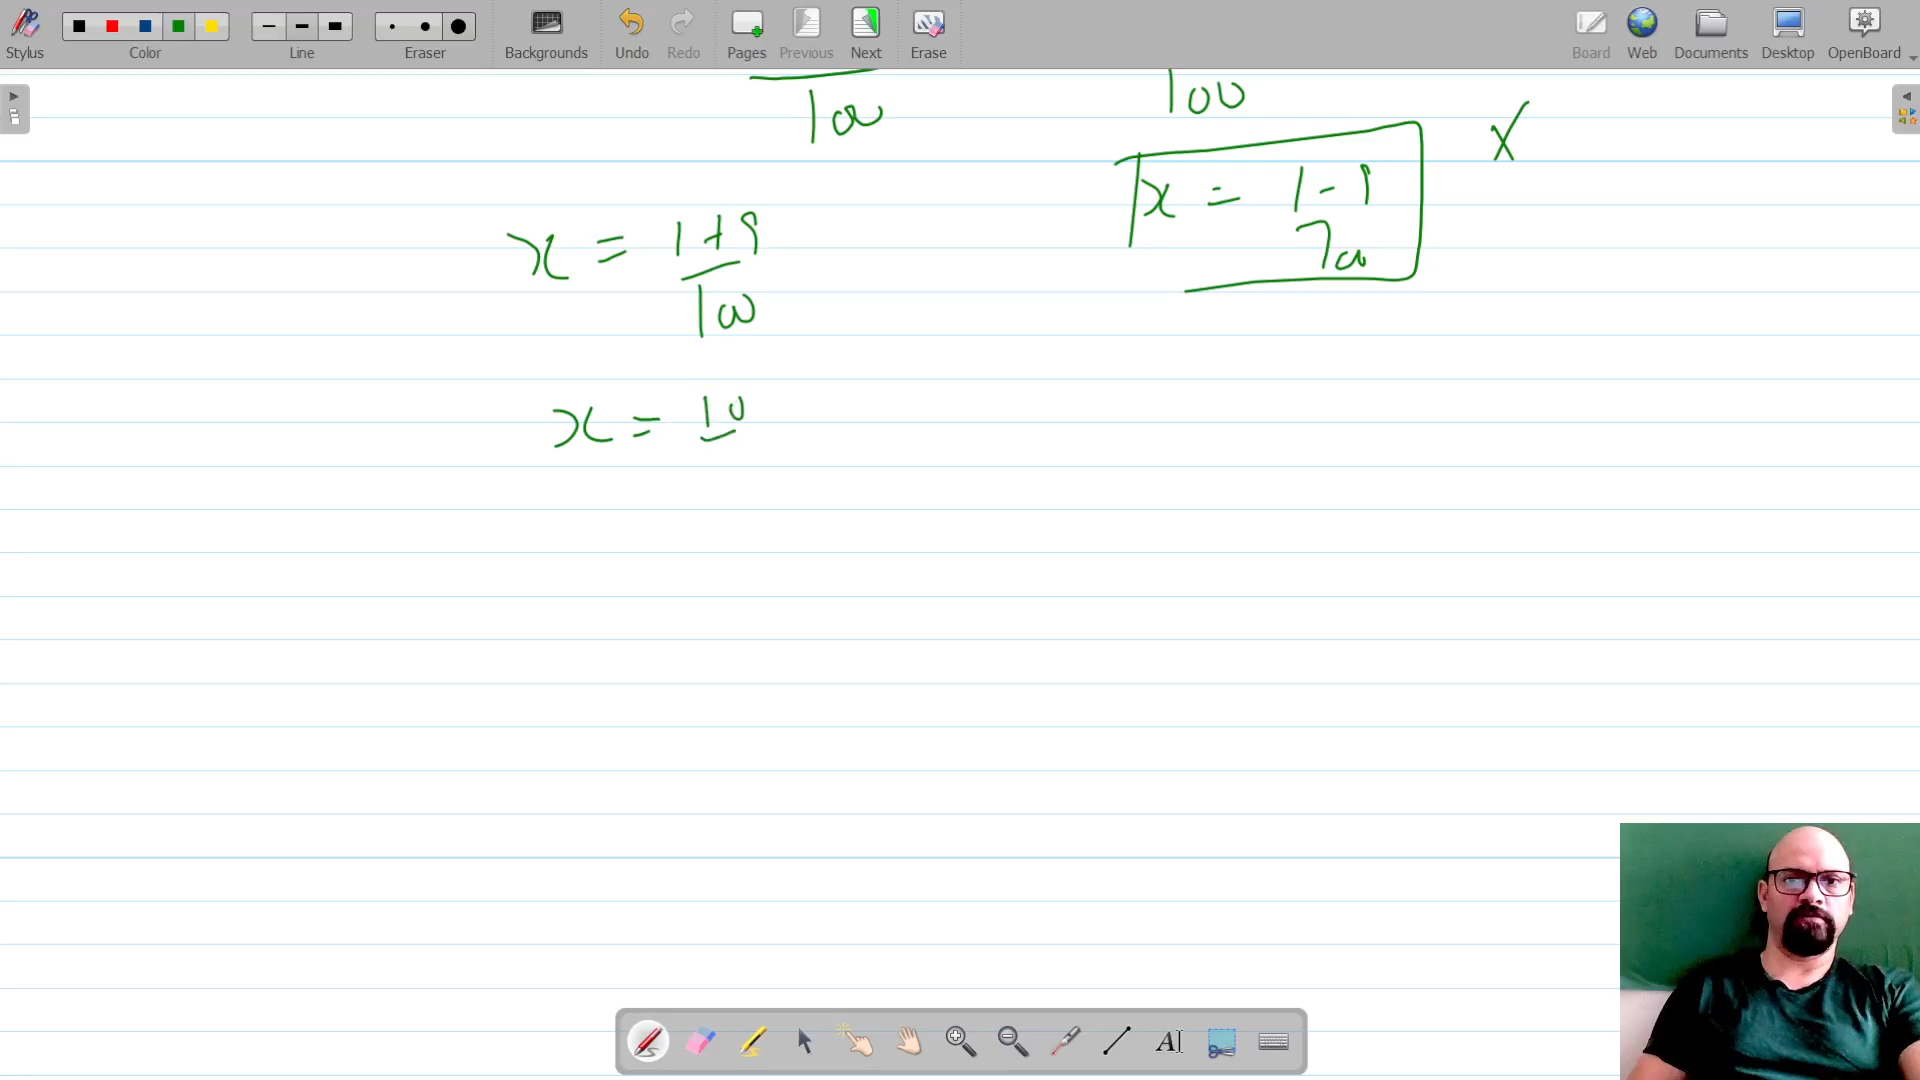 Stylus Color Line Eraser Backgrounds Undo Redo Pages Previous Next Erase Board Web Documents Desktop OpenBoard
100 100
x = 1 - 9
100
x = 1 + 9
100
x = 10